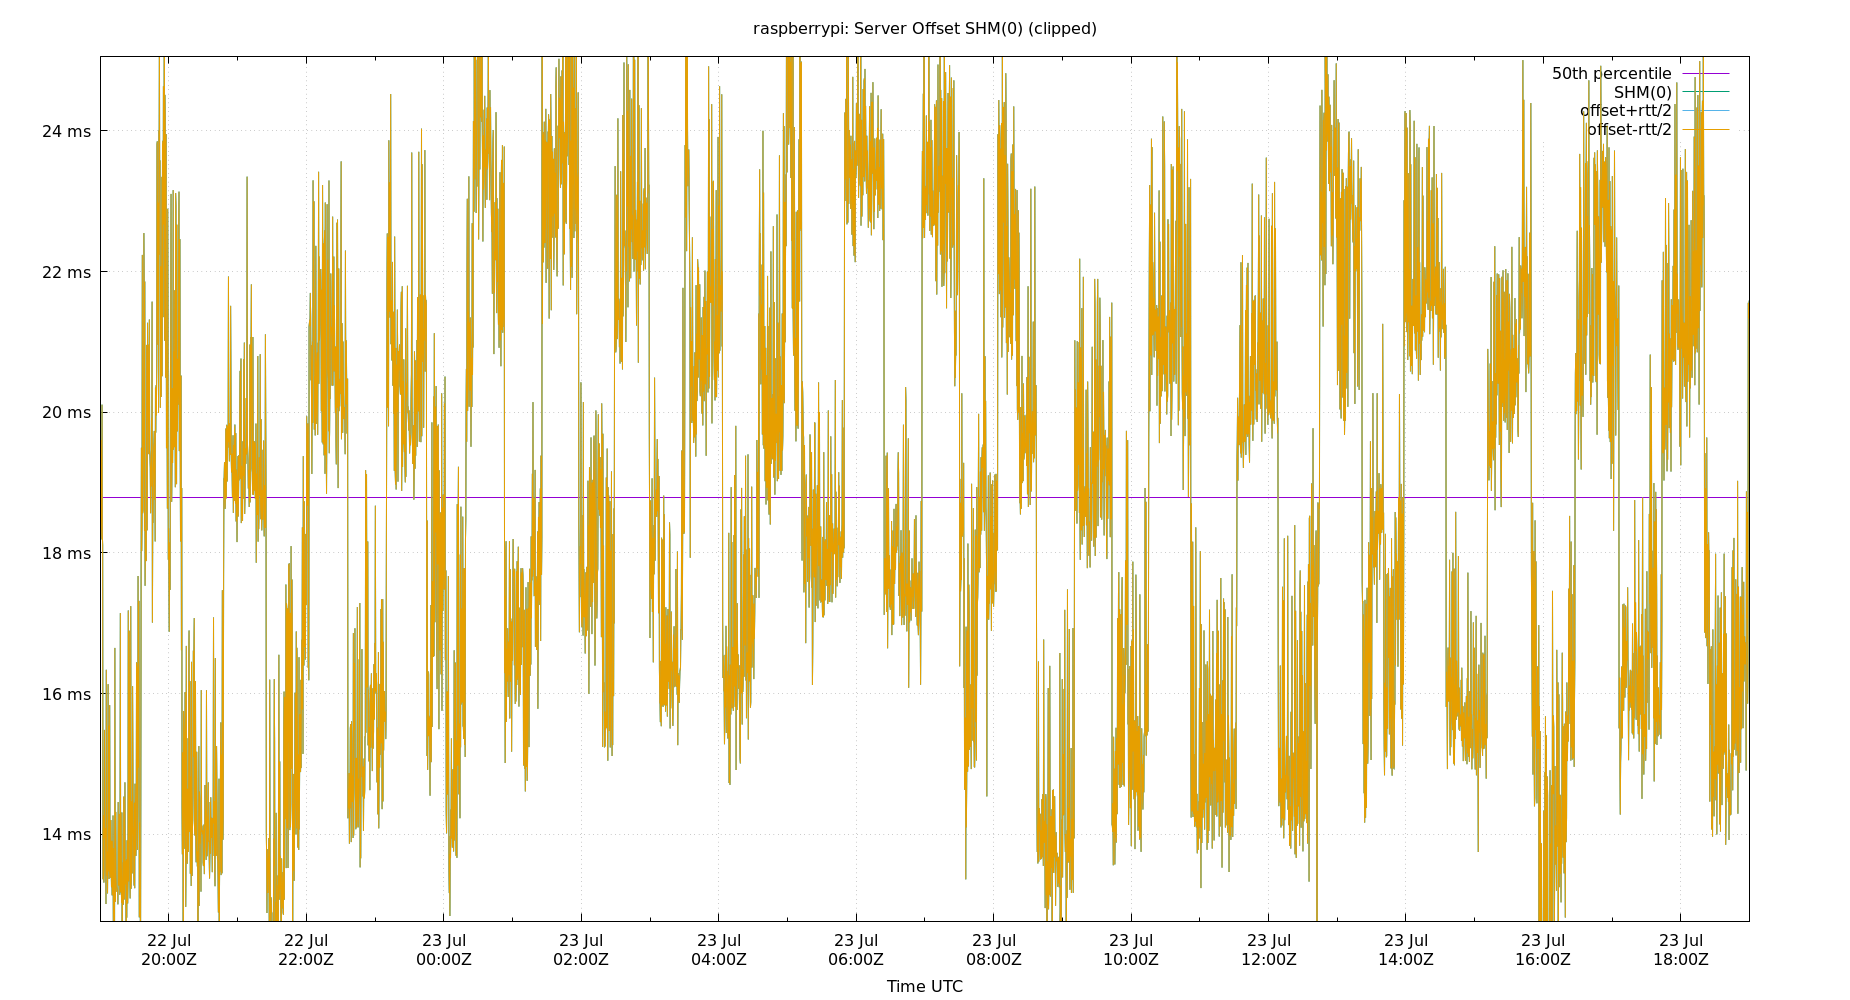 raspberrypi: Server Offset SHM(0) (clipped)
50th percentile
SHM(0)
offset+rtt/2
offset-rtt/2
24 ms
22 ms
20 ms
18 ms
16 ms
14 ms
22 Jul 22 Jul 23 Jul 23 Jul 23 Jul 23 Jul 23 Jul 23 Jul 23 Jul 23 Jul 23 Jul 23 Jul
20:00Z 22:00Z 00:00Z 02:00Z 04:00Z 06:00Z 08:00Z 10:00Z 12:00Z 14:00Z 16:00Z 18:00Z
Time UTC